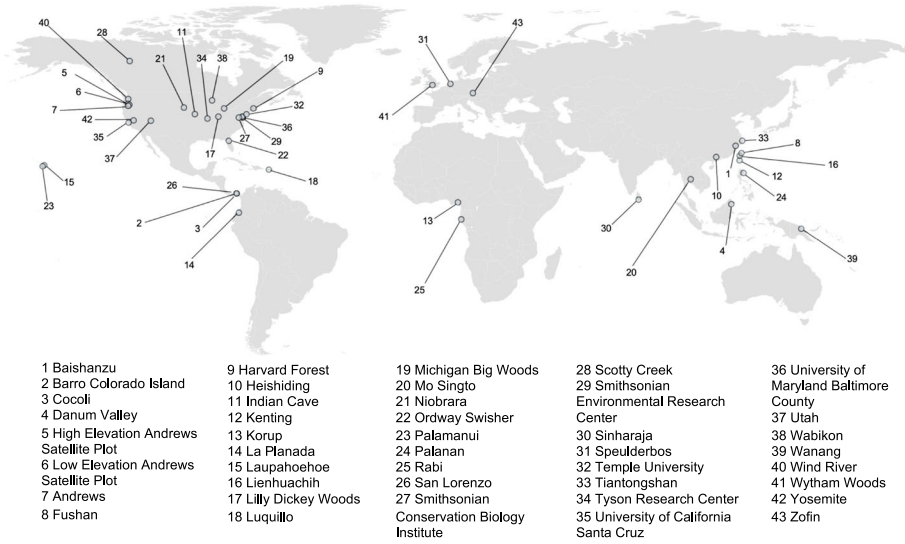 40
28
11
43
31
34
38
21
19
9
5
6
7
41
32
42
36
33
35
29
8
27
37
17
22
16
1
12
15
18
10
24
26
23
13
30
2
3
4
14
39
20
25
1 Baishanzu
2 Barro Colorado Island
3 Cocoli
4 Danum Valley
5 High Elevation Andrews
Satellite Plot
6 Low Elevation Andrews
Satellite Plot
7 Andrews
8 Fushan
9 Harvard Forest
10 Heishiding
11 Indian Cave
12 Kenting
13 Korup
14 La Planada
15 Laupahoehoe
16 Lienhuachih
17 Lilly Dickey Woods
18 Luquillo
19 Michigan Big Woods
20 Mo Singto
21 Niobrara
22 Ordway Swisher
23 Palamanui
24 Palanan
25 Rabi
26 San Lorenzo
27 Smithsonian
Conservation Biology
Institute
28 Scotty Creek
29 Smithsonian
Environmental Research
Center
30 Sinharaja
31 Speulderbos
32 Temple University
33 Tiantongshan
34 Tyson Research Center
35 University of California
Santa Cruz
36 University of
Maryland Baltimore
County
37 Utah
38 Wabikon
39 Wanang
40 Wind River
41 Wytham Woods
42 Yosemite
43 Zofin